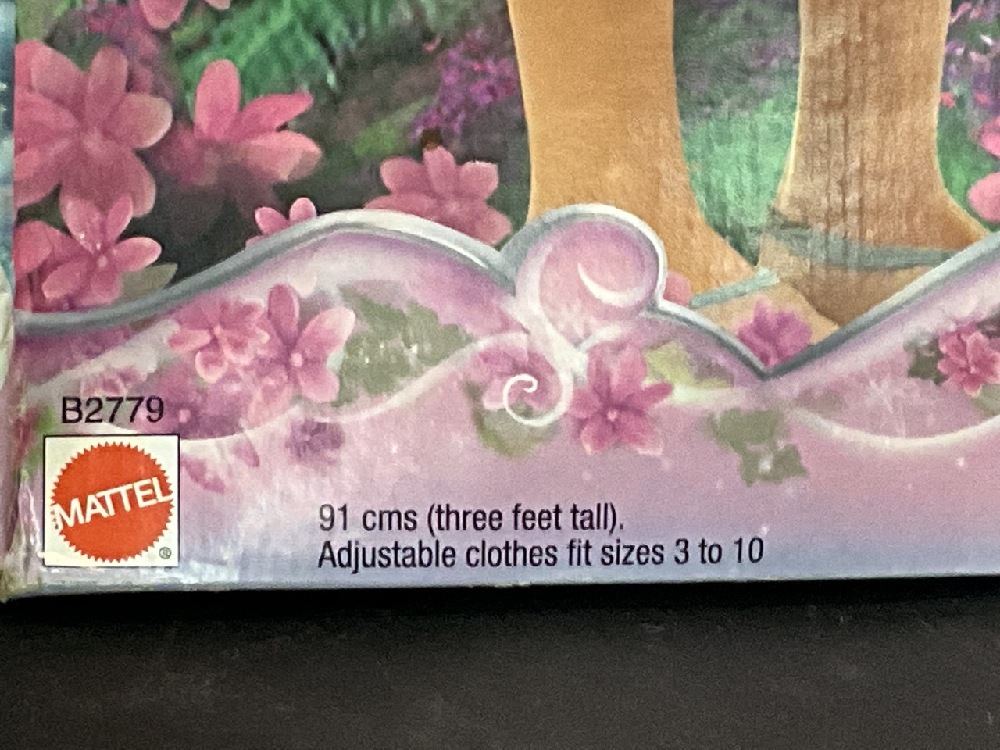 B2779
MATTEL
®
91 cms (three feet tall).
Adjustable clothes fit sizes 3 to 10